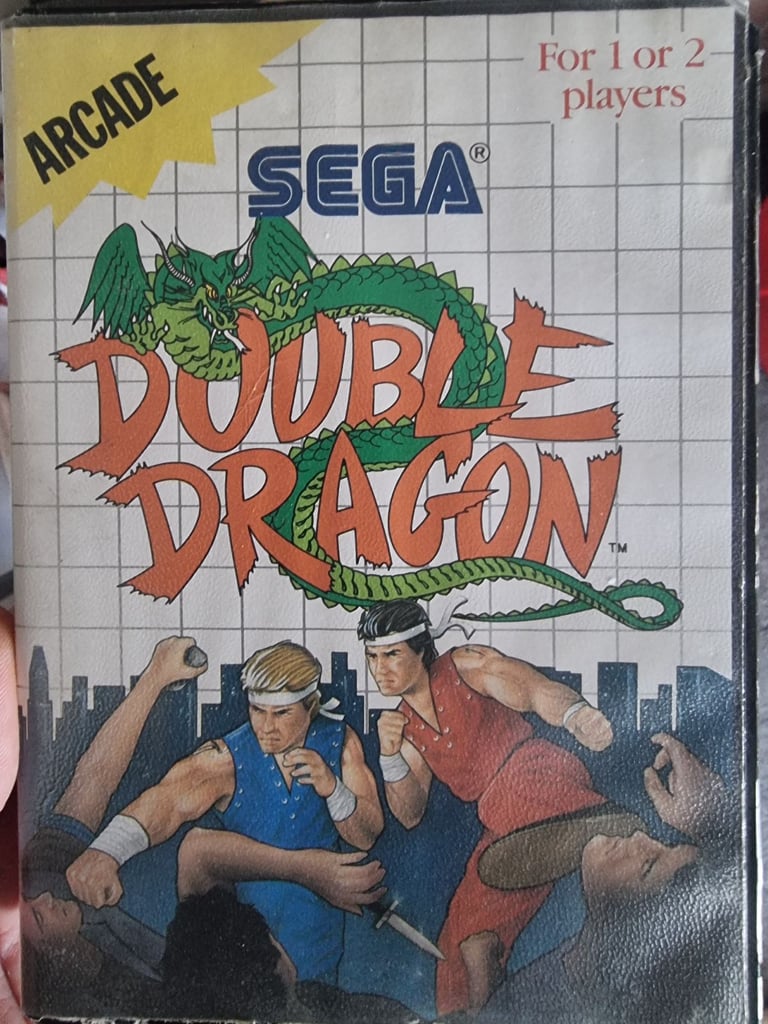 ARCADE
For 1 or 2
players
SEGA®
DOUBLE
DRAGON™